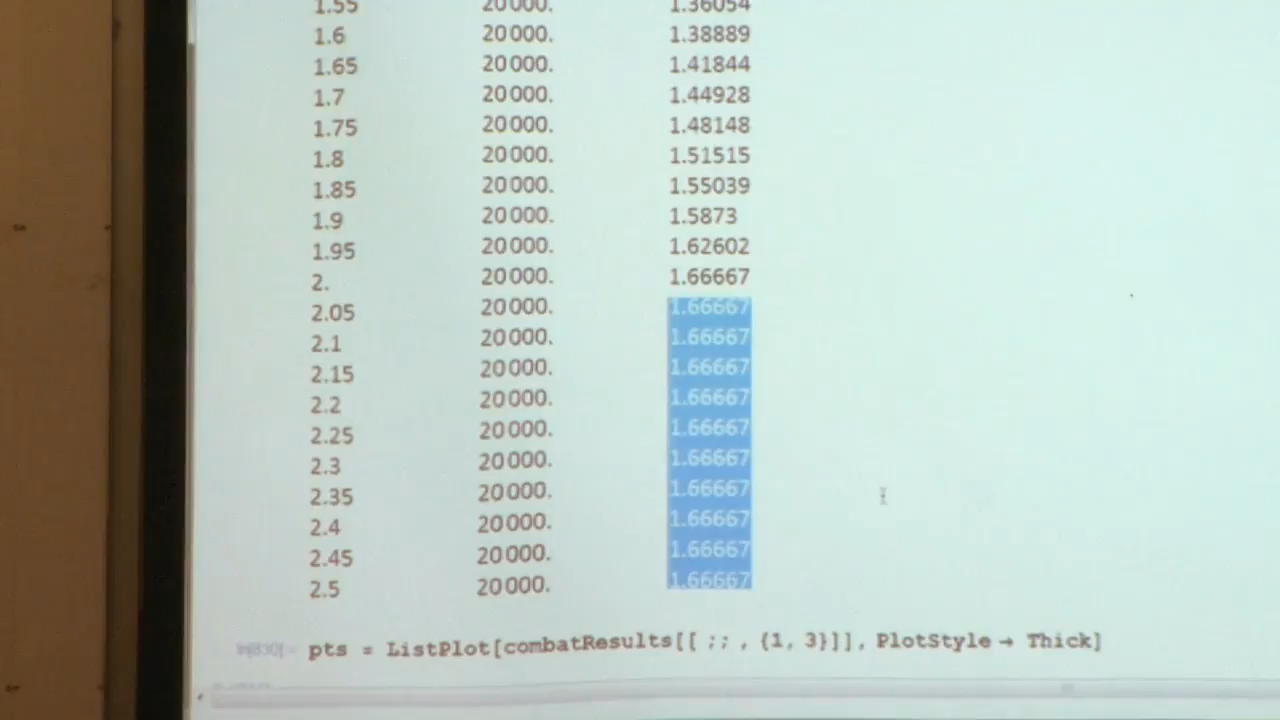 1.55 20000. 1.36054
1.6 20000. 1.38889
1.65 20000. 1.41844
1.7 20000. 1.44928
1.75 20000. 1.48148
1.8 20000. 1.51515
1.85 20000. 1.55039
1.9 20000. 1.5873
1.95 20000. 1.62602
2. 20000. 1.66667
2.05 20000. 1.66667
2.1 20000. 1.66667
2.15 20000. 1.66667
2.2 20000. 1.66667
2.25 20000. 1.66667
2.3 20000. 1.66667
2.35 20000. 1.66667
2.4 20000. 1.66667
2.45 20000. 1.66667
2.5 20000. 1.66667
pts = ListPlot[combatResults[[ ;; , {1, 3}]], PlotStyle → Thick]